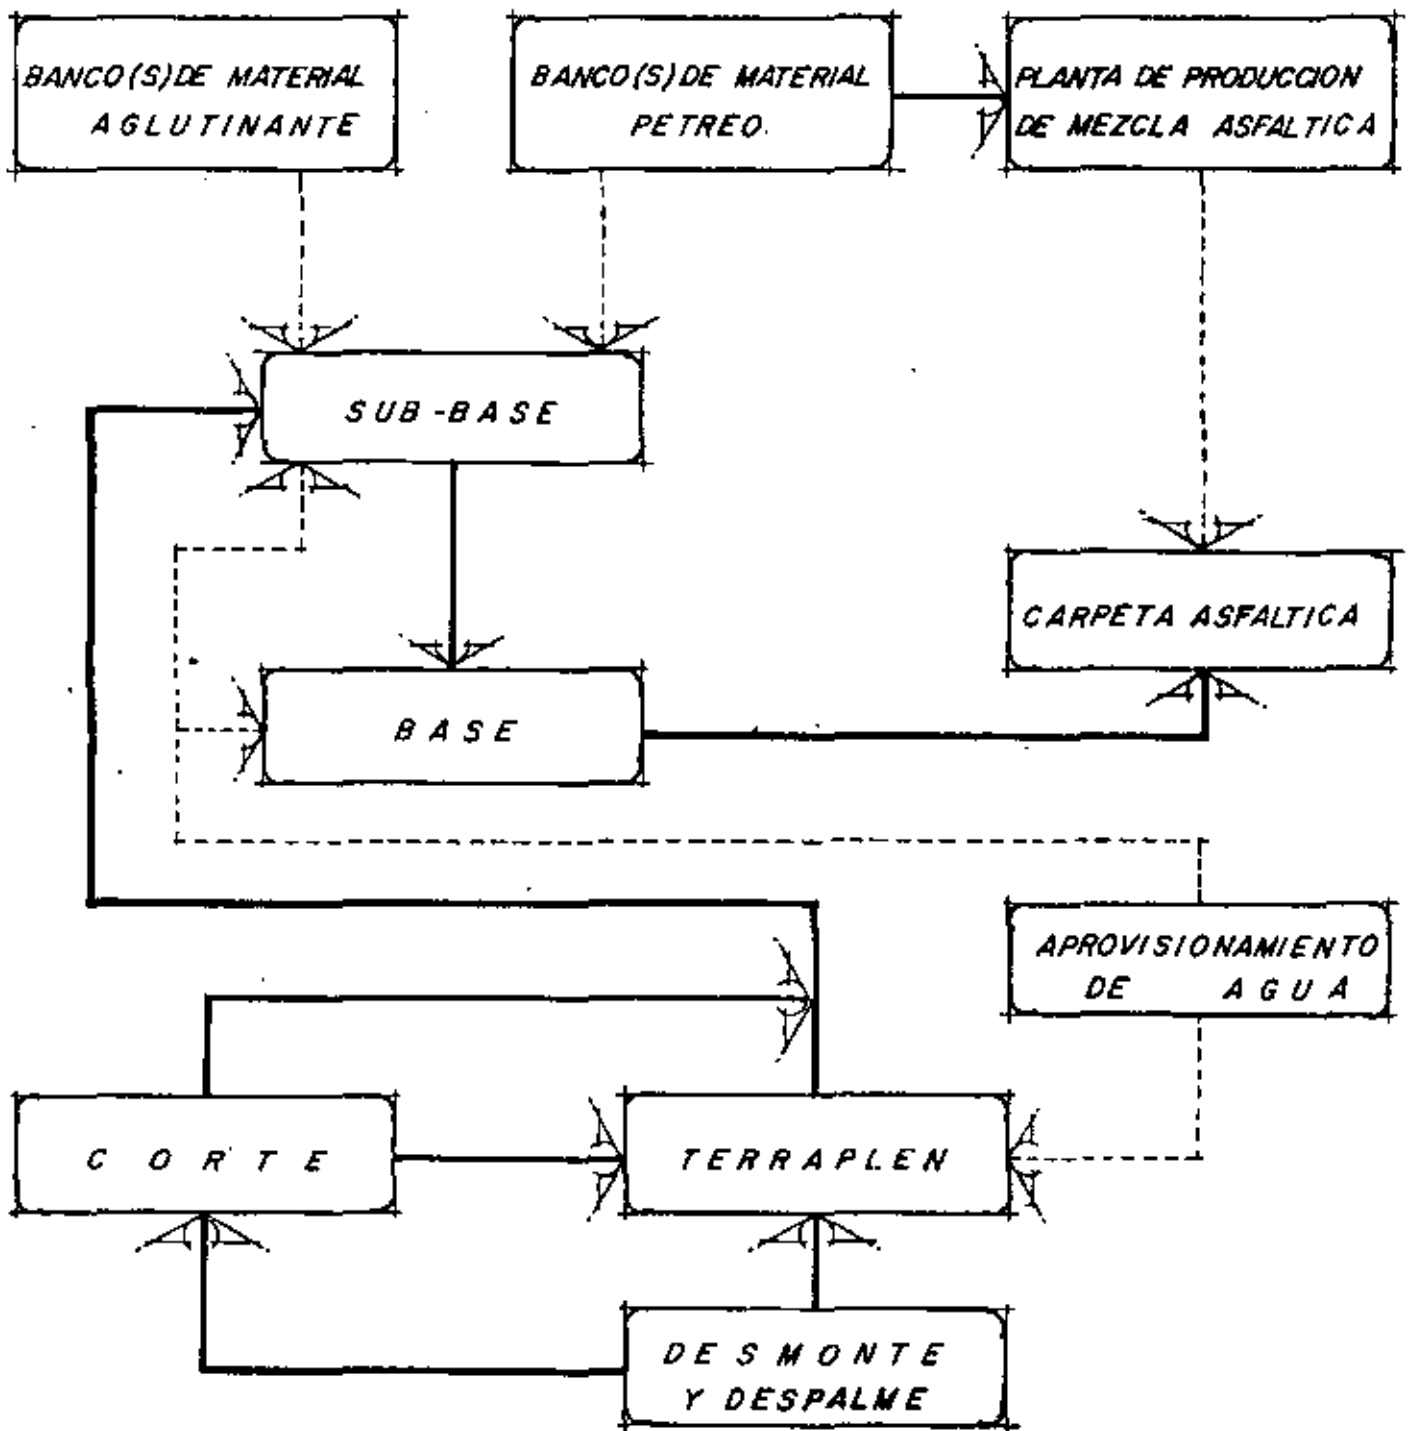 BANCO(S) DE MATERIAL
AGLUTINANTE
BANCO(S) DE MATERIAL
PETREO.
PLANTA DE PRODUCCION
DE MEZCLA ASFALTICA
SUB-BASE
CARPETA ASFALTICA
BASE
APROVISIONAMIENTO
DE AGUA
CORTE
TERRAPLEN
DESMONTE
Y DESPALME